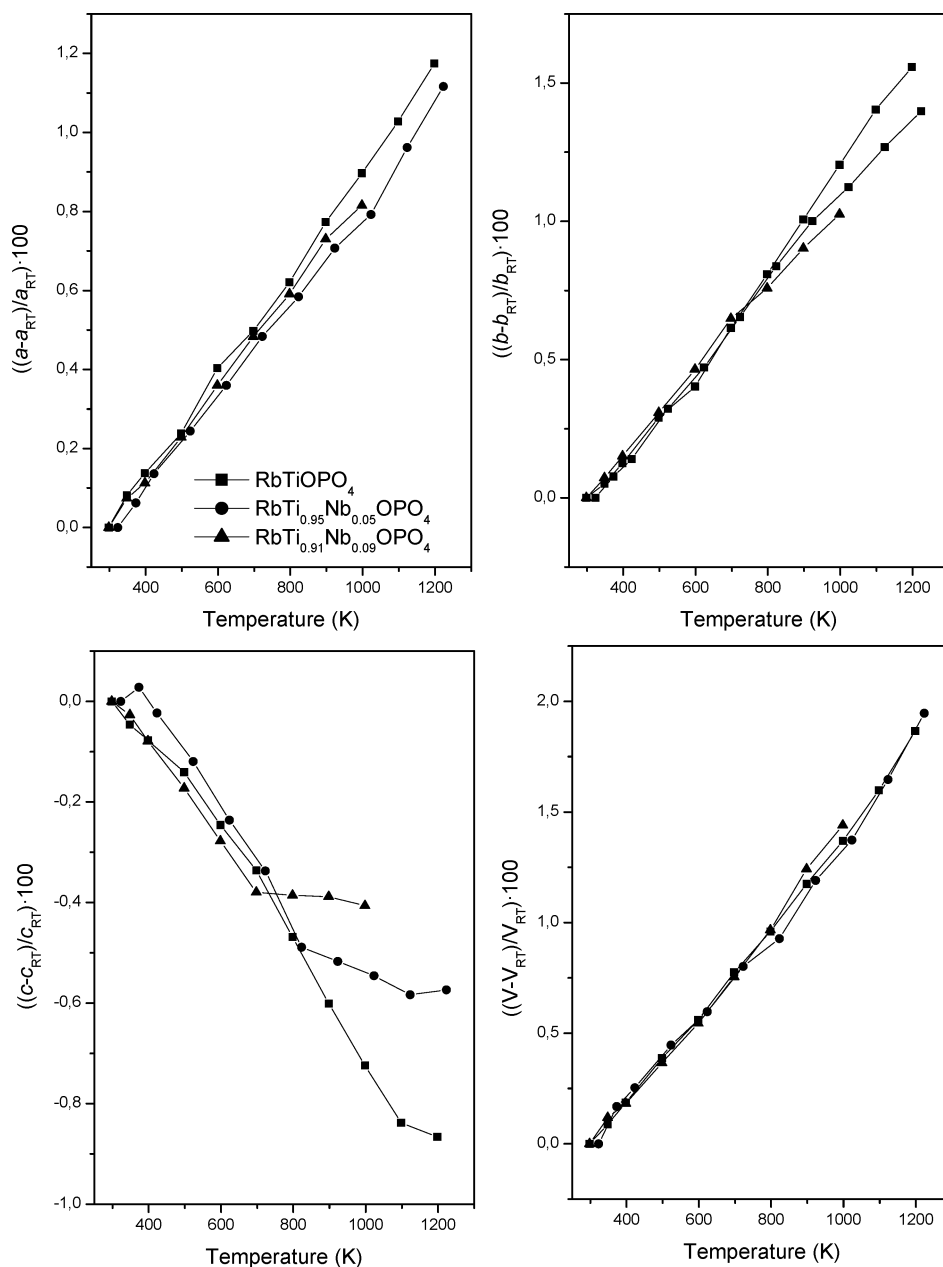 1,2
1,0
0,8
0,6
0,4
0,2
0,0
((a-a_RT)/a_RT)·100
RbTiOPO₄
RbTi₀.₉₅Nb₀.₀₅OPO₄
RbTi₀.₉₁Nb₀.₀₉OPO₄
400 600 800 1000 1200
Temperature (K)
1,5
1,0
0,5
0,0
((b-b_RT)/b_RT)·100
400 600 800 1000 1200
Temperature (K)
0,0
-0,2
-0,4
-0,6
-0,8
-1,0
((c-c_RT)/c_RT)·100
400 600 800 1000 1200
Temperature (K)
2,0
1,5
1,0
0,5
0,0
((V-V_RT)/V_RT)·100
400 600 800 1000 1200
Temperature (K)